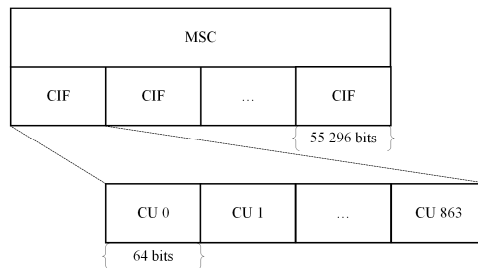 MSC
CIF CIF ... CIF
55 296 bits
CU 0 CU 1 ... CU 863
64 bits